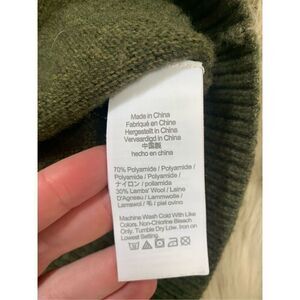 Made in China
Fabriqué en Chine
Hergestellt in China
Vervaardigd in China
中国製
hecho en china
70% Polyamide / Polyamide /
Polyamide / Polyamide /
ナイロン / poliamida
30% Lambs' Wool / Laine
D'Agneau / Lammwolle /
Lamswol / 毛 / piel ovino
Machine Wash Cold With Like
Colors. Non-Chlorine Bleach
Only. Tumble Dry Low. Iron on
Lowest Setting.